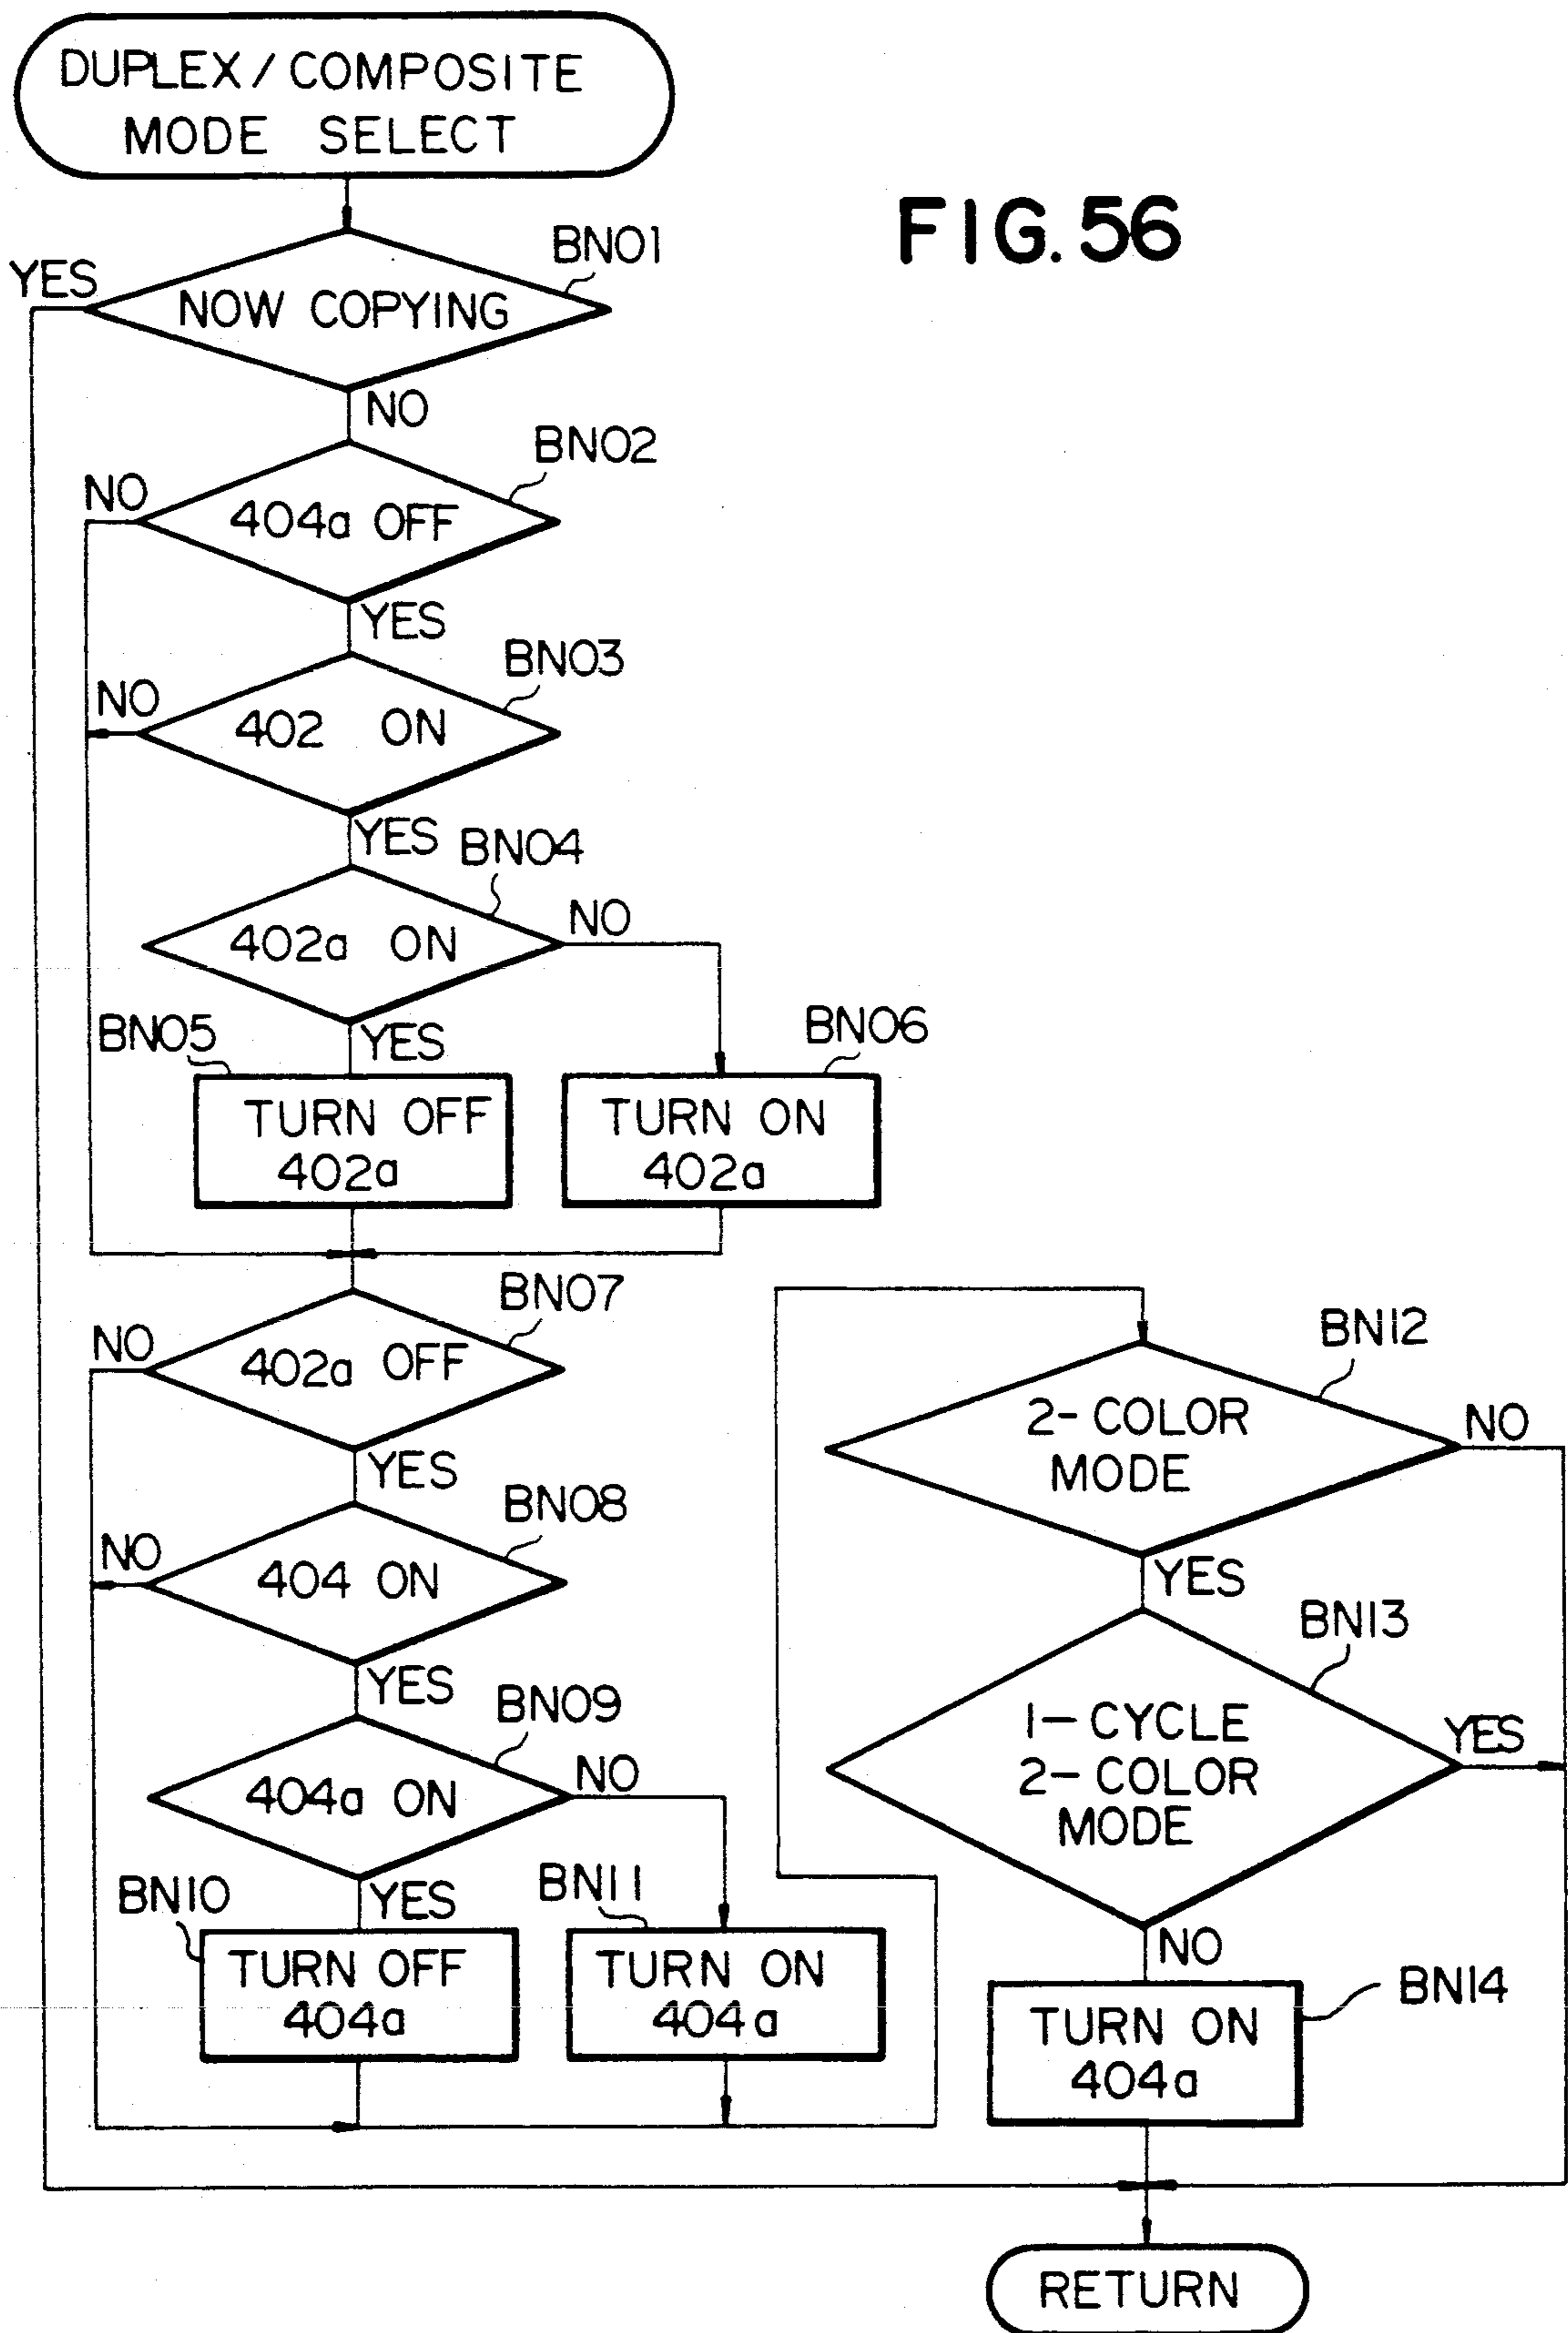 DUPLEX/COMPOSITE
MODE SELECT
FIG. 56
BN01
YES
NOW COPYING
NO
BN02
NO
404a OFF
YES
BN03
NO
402 ON
YES
BN04
402a ON
NO
YES
BN05
TURN OFF
402a
BN06
TURN ON
402a
BN07
NO
402a OFF
YES
BN08
NO
404 ON
YES
BN09
404a ON
NO
YES
BN10
TURN OFF
404a
BN11
TURN ON
404a
BN12
2-COLOR
MODE
NO
YES
BN13
1-CYCLE
2-COLOR
MODE
YES
NO
BN14
TURN ON
404a
RETURN